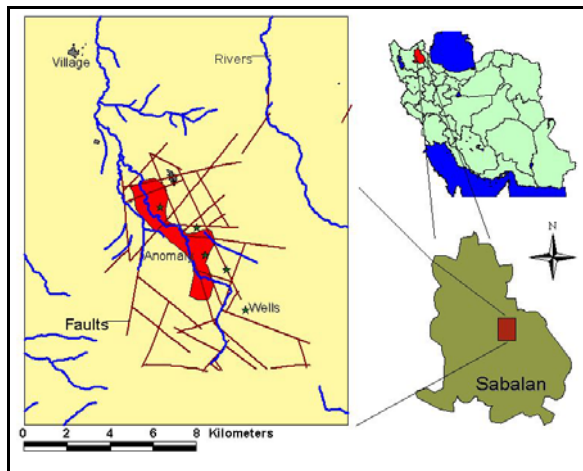 Village
Rivers
Anomaly
Wells
Faults
0 2 4 6 8 Kilometers
N
Sabalan